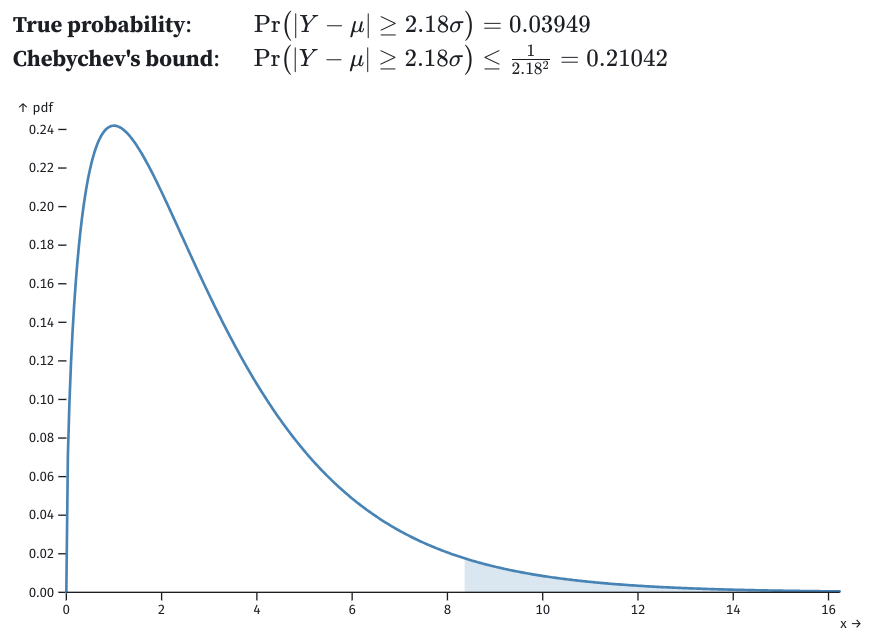 True probability: Pr(|Y − μ| ≥ 2.18σ) = 0.03949
Chebychev's bound: Pr(|Y − μ| ≥ 2.18σ) ≤ 1/2.18² = 0.21042
↑ pdf
0.24
0.22
0.20
0.18
0.16
0.14
0.12
0.10
0.08
0.06
0.04
0.02
0.00
0 2 4 6 8 10 12 14 16
x →